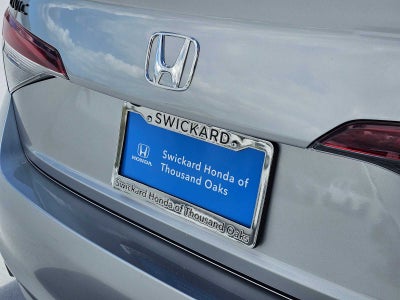 SWICKARD
HONDA
Swickard Honda of
Thousand Oaks
Swickard Honda of Thousand Oaks